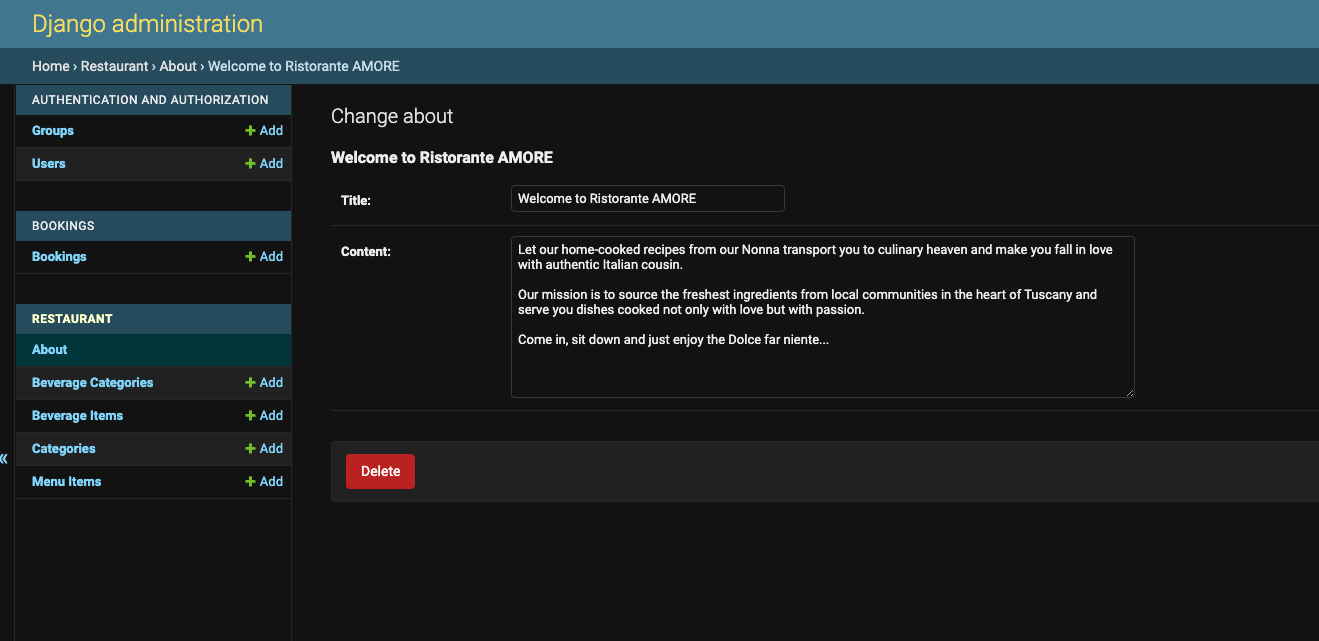 Django administration
Home › Restaurant › About › Welcome to Ristorante AMORE
AUTHENTICATION AND AUTHORIZATION
Groups + Add
Users + Add
BOOKINGS
Bookings + Add
RESTAURANT
About
Beverage Categories + Add
Beverage Items + Add
Categories + Add
Menu Items + Add
«
Change about
Welcome to Ristorante AMORE
Title: Welcome to Ristorante AMORE
Content: Let our home-cooked recipes from our Nonna transport you to culinary heaven and make you fall in love
with authentic Italian cousin.
Our mission is to source the freshest ingredients from local communities in the heart of Tuscany and
serve you dishes cooked not only with love but with passion.
Come in, sit down and just enjoy the Dolce far niente...
Delete